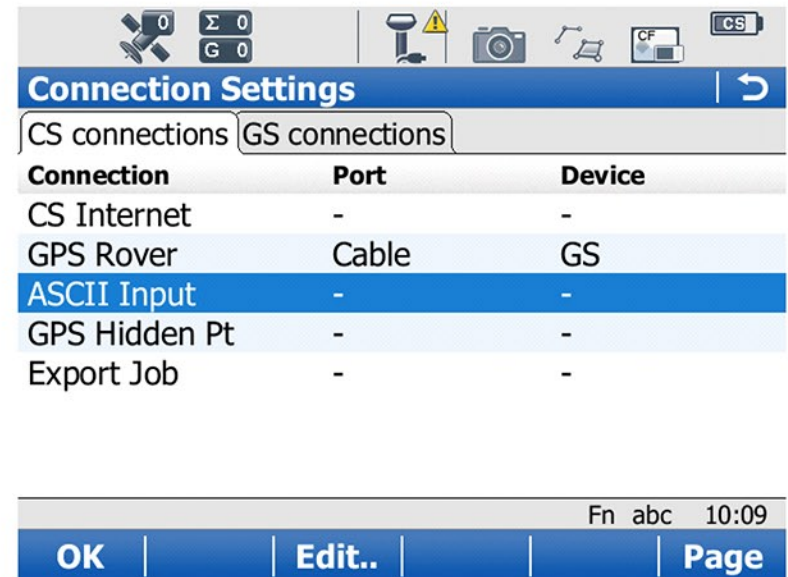 0 Σ 0
G 0
CF
CS
Connection Settings
CS connections GS connections
Connection Port Device
CS Internet - -
GPS Rover Cable GS
ASCII Input - -
GPS Hidden Pt - -
Export Job - -
Fn abc 10:09
OK Edit.. Page